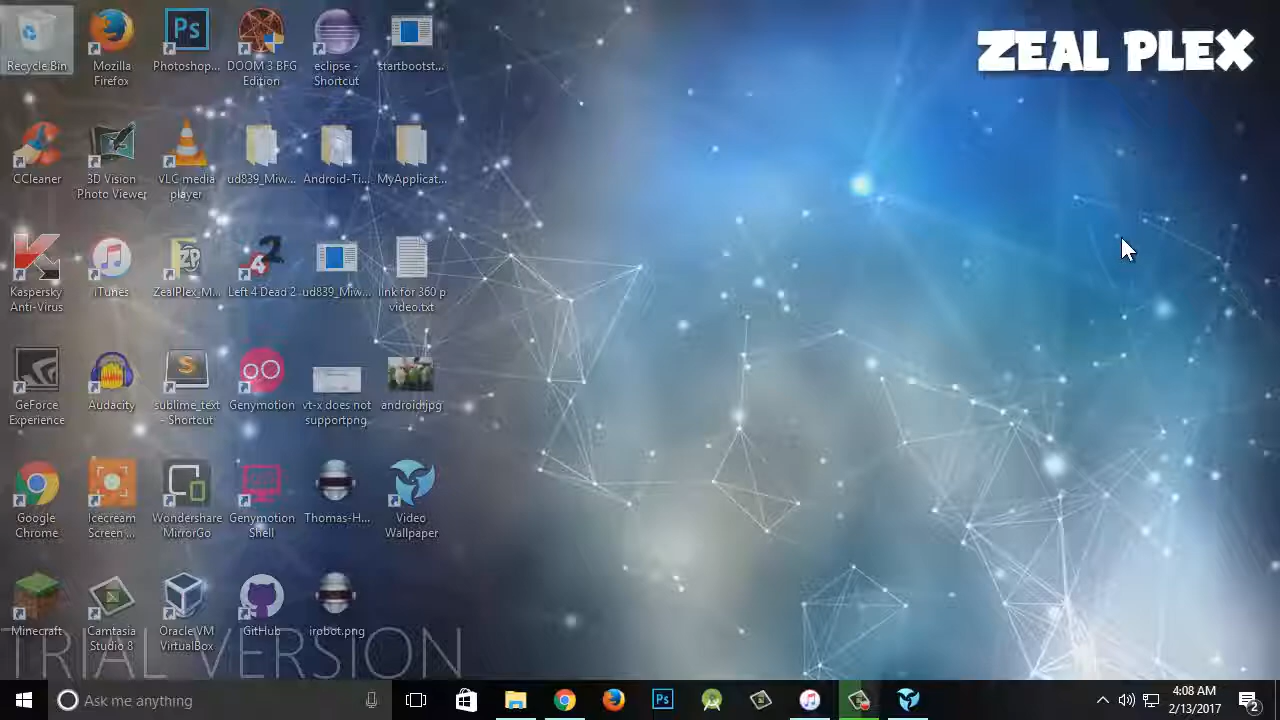 ZEAL PLEX
Recycle Bin
Mozilla
Firefox
Photoshop...
DOOM 3 BFG
Edition
eclipse -
Shortcut
startbootst...
CCleaner
3D Vision
Photo Viewer
VLC media
player
ud839_Miw...
Android-Ti...
MyApplicat...
Kaspersky
Anti-Virus
iTunes
ZP
ZealPlex_M...
Left 4 Dead 2
ud839_Miw...
link for 360 p
video.txt
GeForce
Experience
Audacity
sublime_text
- Shortcut
Genymotion
vt-x does not
supportpng
android.jpg
Google
Chrome
Icecream
Screen ...
Wondershare
MirrorGo
Genymotion
Shell
Thomas-H...
Video
Wallpaper
Minecraft
Camtasia
Studio 8
Oracle VM
VirtualBox
GitHub
irobot.png
TRIAL VERSION
Ask me anything
Ps
4:08 AM
2/13/2017
2